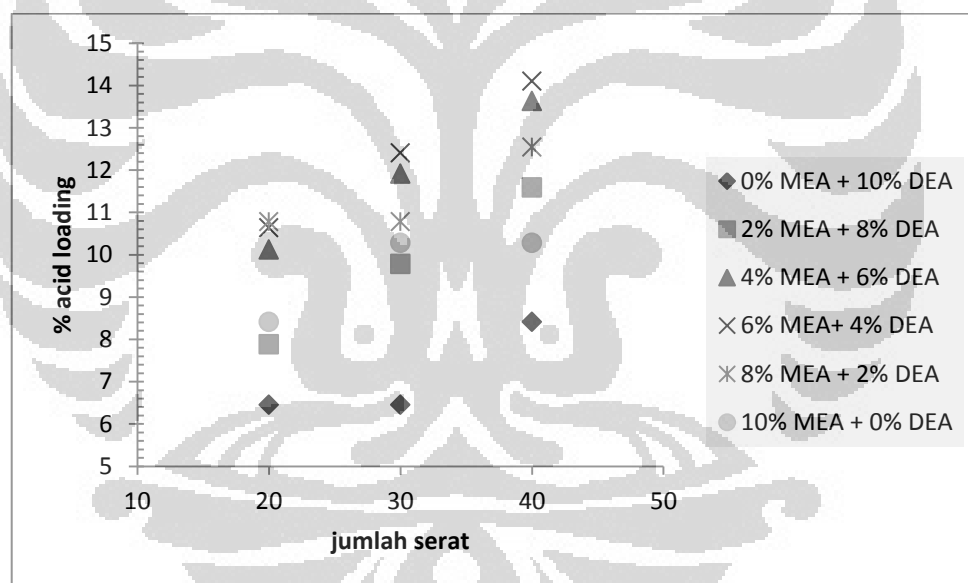 15
14
13
12
11
10
9
8
7
6
5
% acid loading
10 20 30 40 50
jumlah serat
0% MEA + 10% DEA
2% MEA + 8% DEA
4% MEA + 6% DEA
6% MEA+ 4% DEA
8% MEA + 2% DEA
10% MEA + 0% DEA